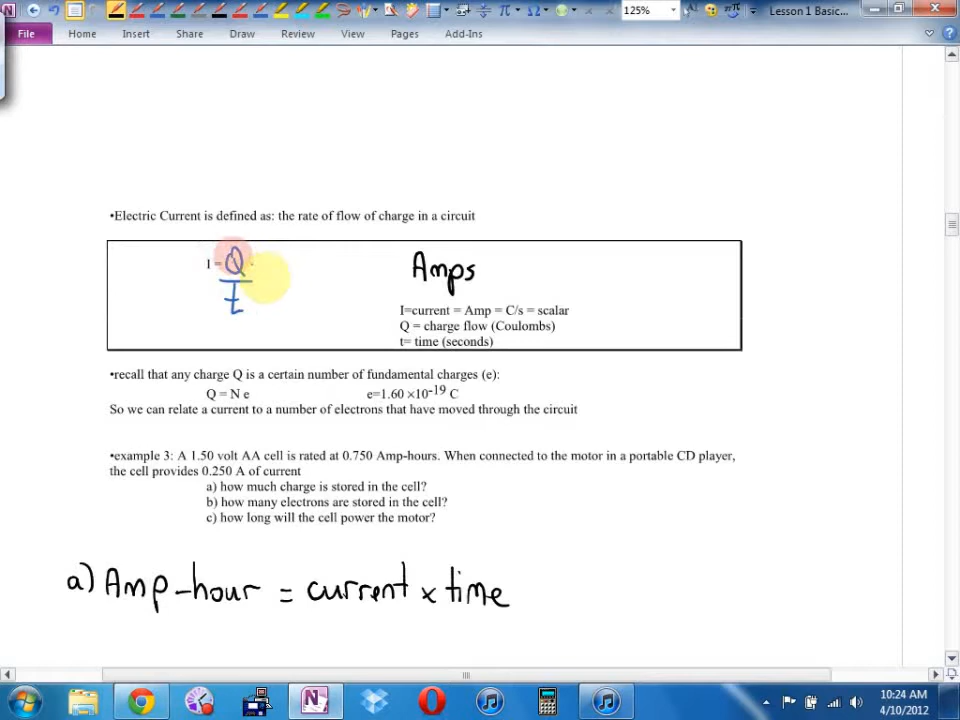 125%
Lesson 1 Basic...
File Home Insert Share Draw Review View Pages Add-Ins
•Electric Current is defined as: the rate of flow of charge in a circuit
I = Q
t
Amps
I=current = Amp = C/s = scalar
Q = charge flow (Coulombs)
t= time (seconds)
•recall that any charge Q is a certain number of fundamental charges (e):
Q = N e e=1.60 ×10⁻¹⁹ C
So we can relate a current to a number of electrons that have moved through the circuit
•example 3: A 1.50 volt AA cell is rated at 0.750 Amp-hours. When connected to the motor in a portable CD player,
the cell provides 0.250 A of current
a) how much charge is stored in the cell?
b) how many electrons are stored in the cell?
c) how long will the cell power the motor?
a) Amp-hour = current × time
10:24 AM
4/10/2012